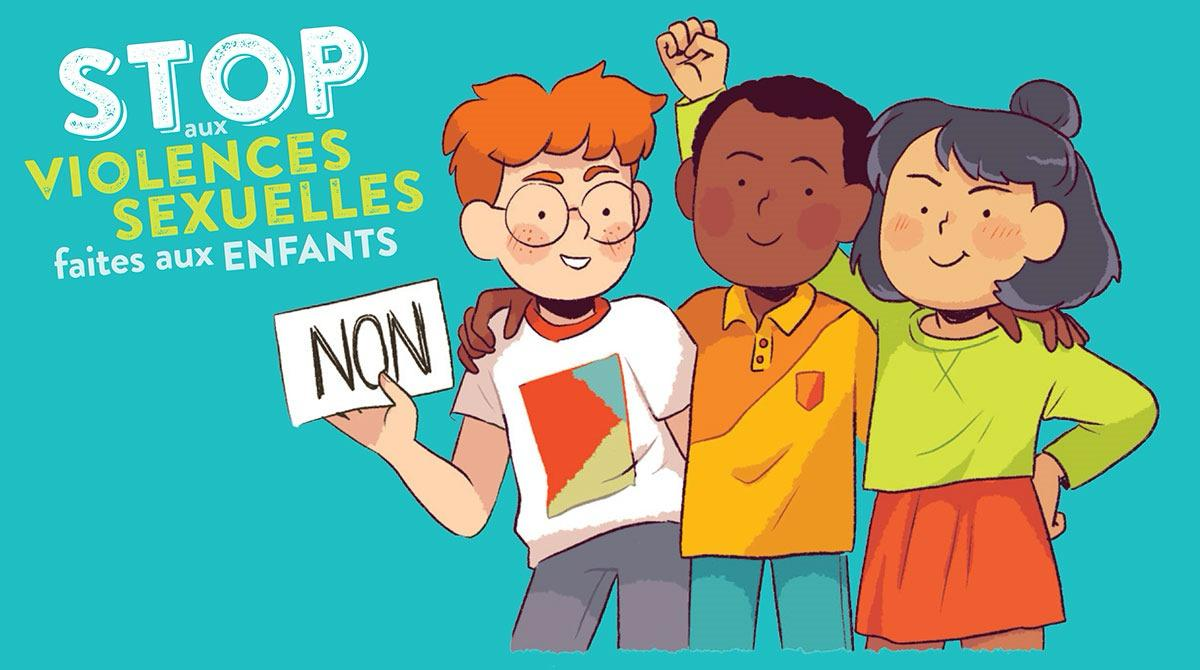 STOP
aux
VIOLENCES
SEXUELLES
faites aux ENFANTS
NON